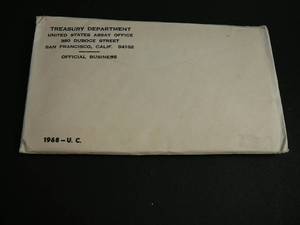 TREASURY DEPARTMENT
UNITED STATES ASSAY OFFICE
350 DUBOCE STREET
SAN FRANCISCO, CALIF. 94102
OFFICIAL BUSINESS
1968 – U. C.